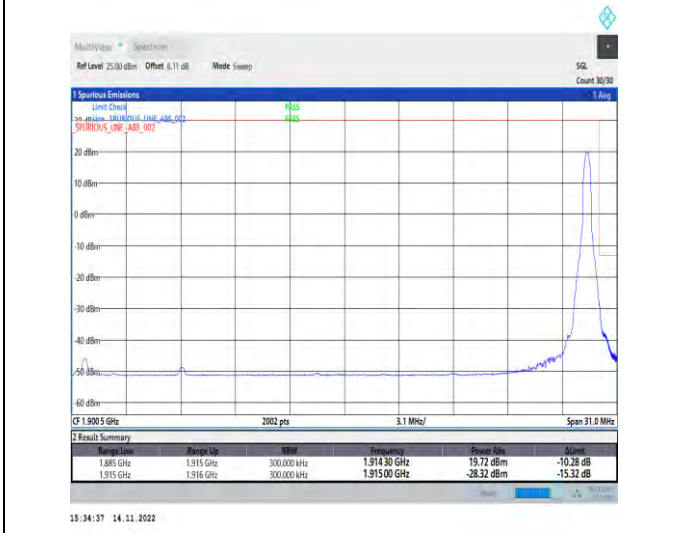 MultiView Spectrum
Ref Level 25.00 dBm Offset 6.11 dB Mode Sweep SGL
Count 30/30
1 Spurious Emissions 1 Avg
Limit Check PASS
Line _SPURIOUS_LINE_ABS_002 PASS
_SPURIOUS_LINE_ABS_002
20 dBm
10 dBm
0 dBm
-10 dBm
-20 dBm
-30 dBm
-40 dBm
-50 dBm
-60 dBm
CF 1.900 5 GHz 2002 pts 3.1 MHz/ Span 31.0 MHz
2 Result Summary
Range Low Range Up RBW Frequency Power Abs ΔLimit
1.885 GHz 1.915 GHz 300.000 kHz 1.914 30 GHz 19.72 dBm -10.28 dB
1.915 GHz 1.916 GHz 300.000 kHz 1.915 00 GHz -28.32 dBm -15.32 dB
15:34:37 14.11.2022